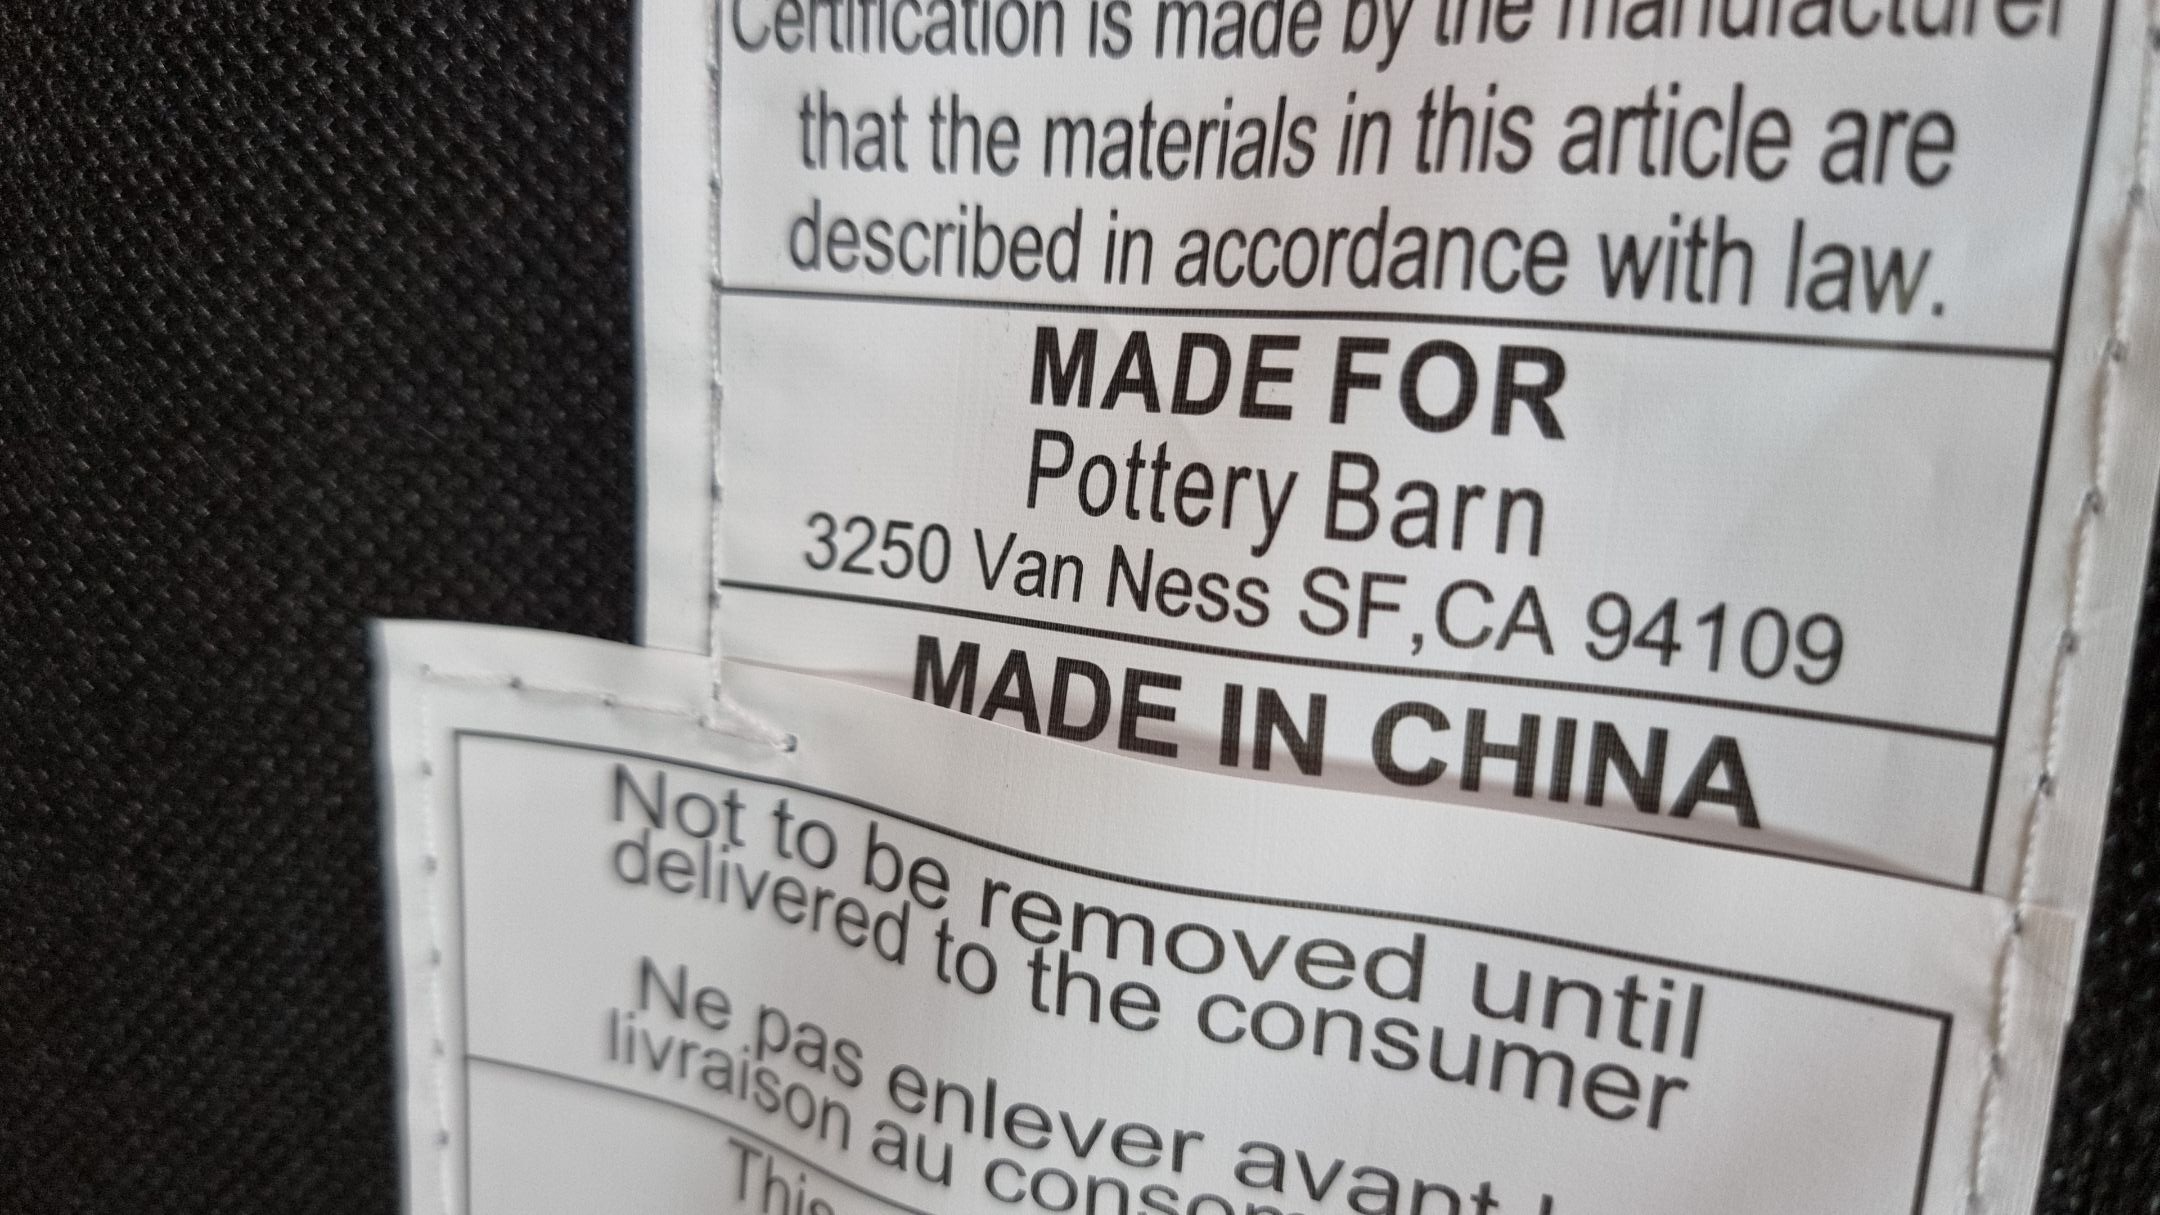 Certification is made by the manufacturer
that the materials in this article are
described in accordance with law.
MADE FOR
Pottery Barn
3250 Van Ness SF,CA 94109
MADE IN CHINA
Not to be removed until
delivered to the consumer
Ne pas enlever avant
livraison au
This